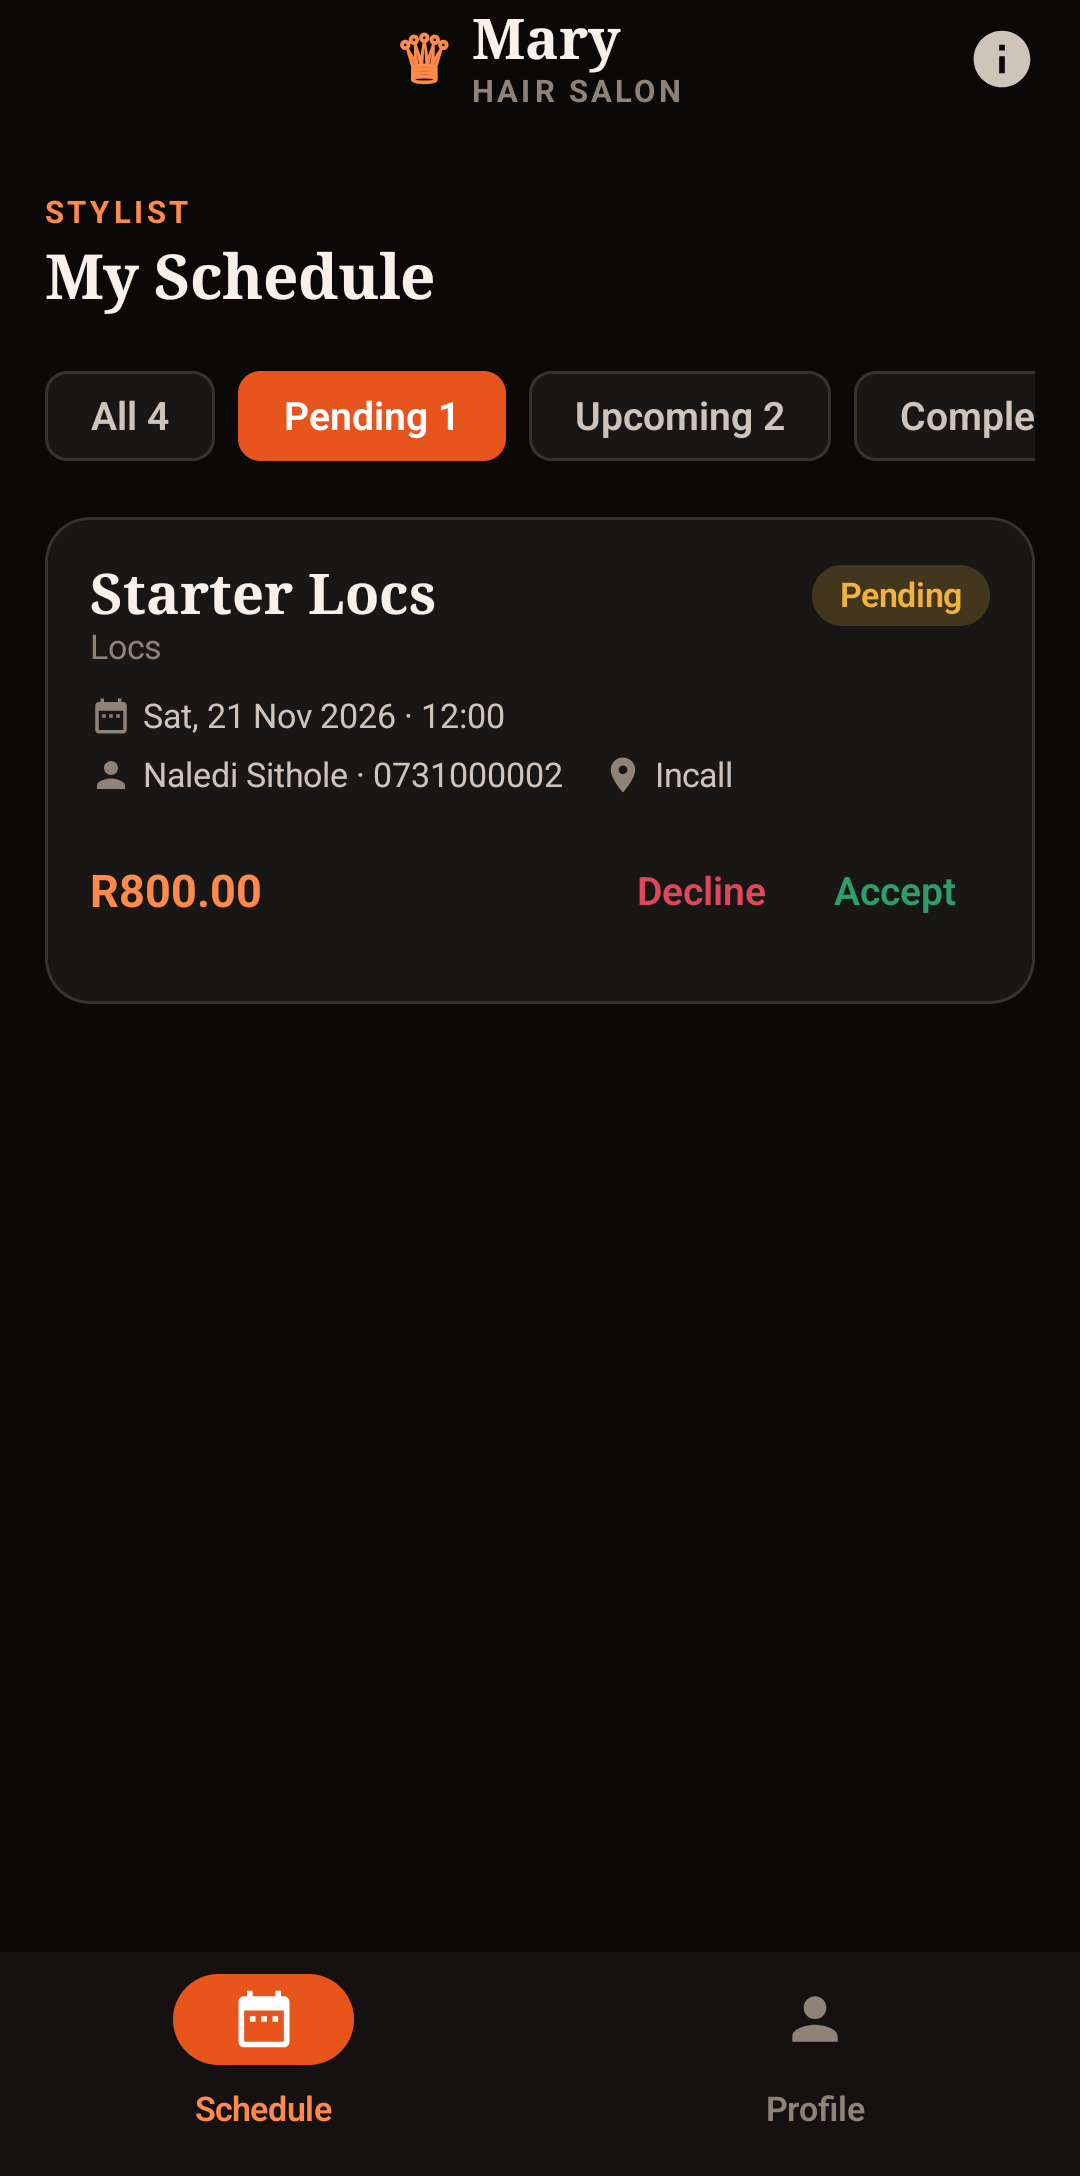 Mary
HAIR SALON
STYLIST
My Schedule
All 4
Pending 1
Upcoming 2
Comple
Starter Locs
Pending
Locs
Sat, 21 Nov 2026 · 12:00
Naledi Sithole · 0731000002
Incall
R800.00
Decline
Accept
Schedule
Profile